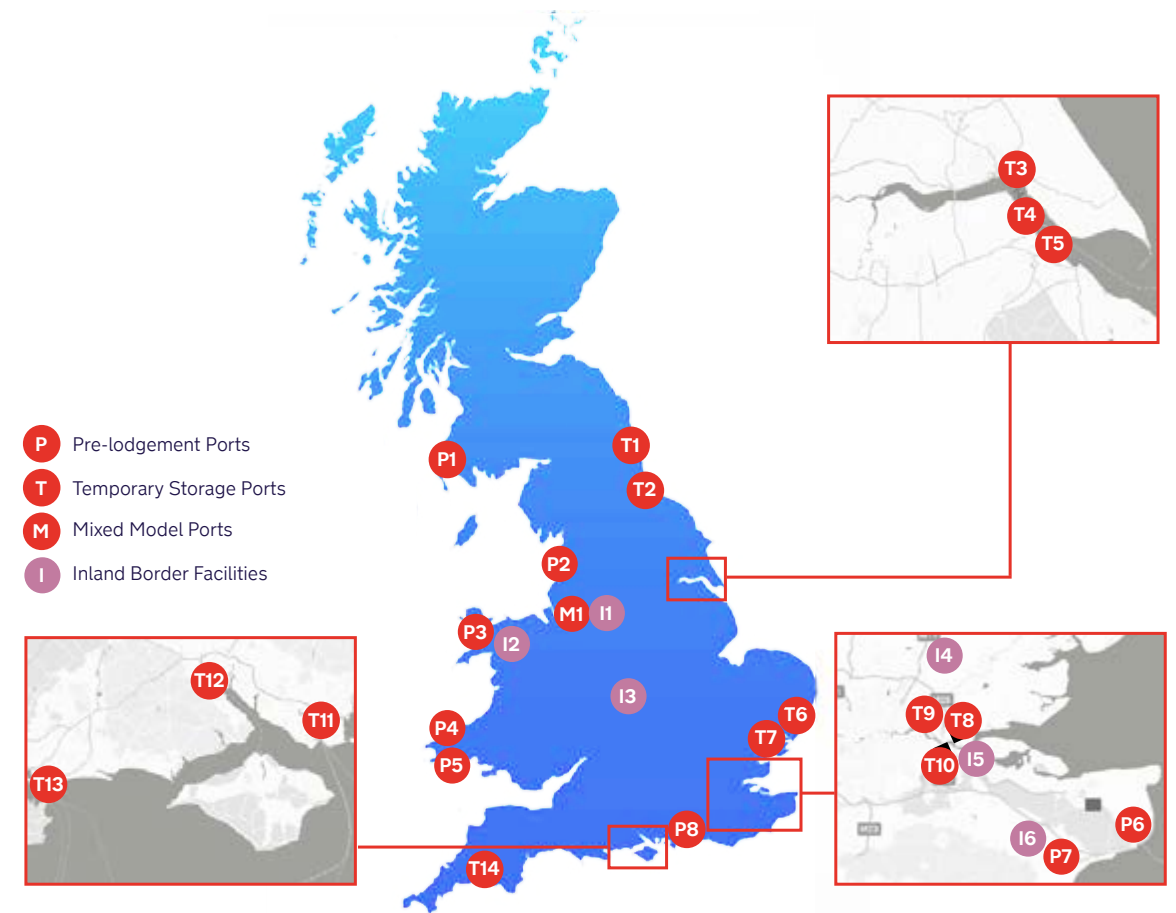 T3
T4
T5
P Pre-lodgement Ports
T Temporary Storage Ports
M Mixed Model Ports
I Inland Border Facilities
P1
T1
T2
P2
M1
I1
P3
I2
I3
P4
P5
T6
T7
P8
T14
T12
T11
T13
I4
T9
T8
T10
I5
I6
P7
P6